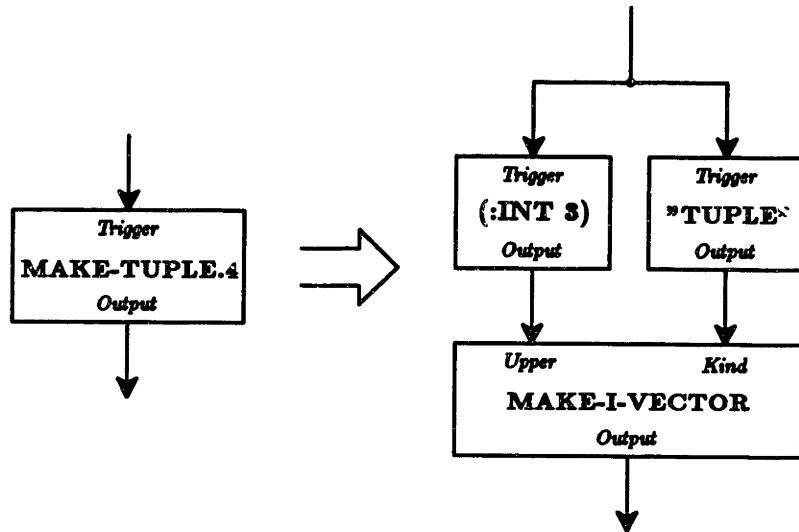 Trigger
MAKE-TUPLE.4
Output
Trigger
(:INT 3)
Output
Trigger
"TUPLE"
Output
Upper Kind
MAKE-I-VECTOR
Output